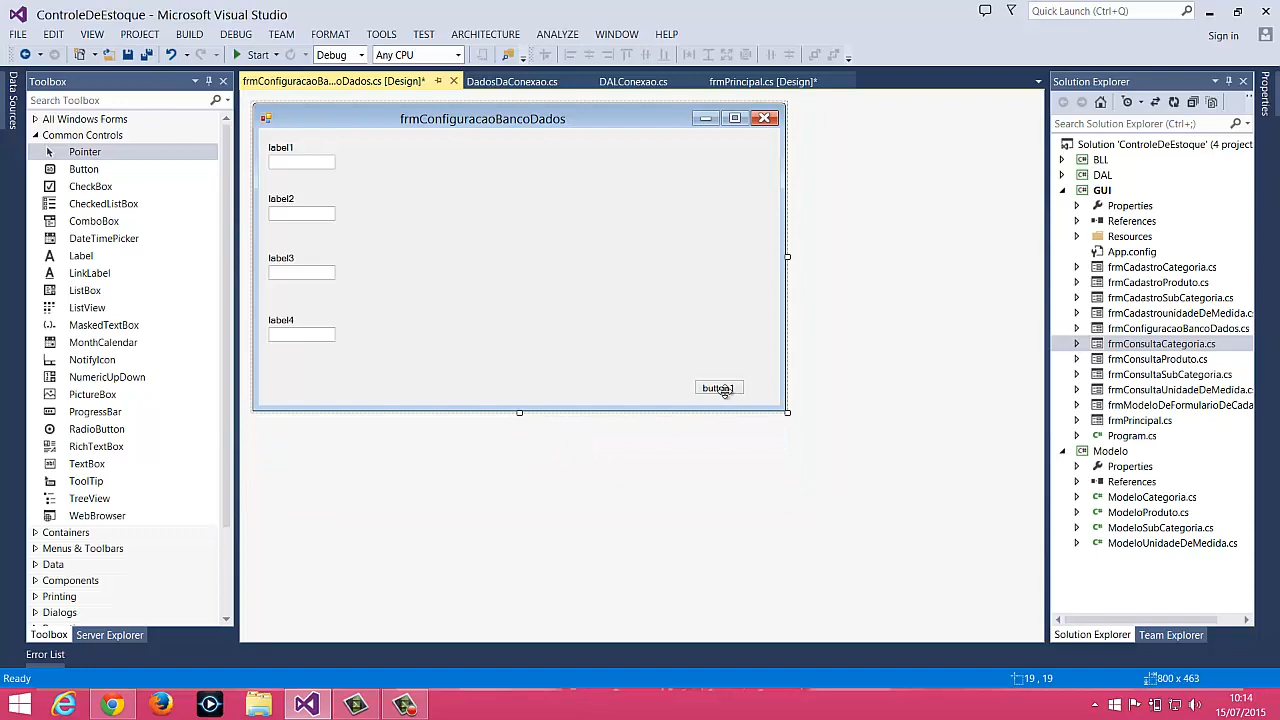 ControleDeEstoque - Microsoft Visual Studio
Quick Launch (Ctrl+Q)
FILE EDIT VIEW PROJECT BUILD DEBUG TEAM FORMAT TOOLS TEST ARCHITECTURE ANALYZE WINDOW HELP
Sign in
Start Debug Any CPU
Data Sources
Toolbox
Search Toolbox
All Windows Forms
Common Controls
Pointer
Button
CheckBox
CheckedListBox
ComboBox
DateTimePicker
Label
LinkLabel
ListBox
ListView
MaskedTextBox
MonthCalendar
NotifyIcon
NumericUpDown
PictureBox
ProgressBar
RadioButton
RichTextBox
TextBox
ToolTip
TreeView
WebBrowser
Containers
Menus & Toolbars
Data
Components
Printing
Dialogs
Toolbox Server Explorer
Error List
frmConfiguracaoBa...oDados.cs [Design]* DadosDaConexao.cs DALConexao.cs frmPrincipal.cs [Design]*
frmConfiguracaoBancoDados
label1
label2
label3
label4
button1
Solution Explorer
Search Solution Explorer (Ctrl+;)
Solution 'ControleDeEstoque' (4 project
BLL
DAL
GUI
Properties
References
Resources
App.config
frmCadastroCategoria.cs
frmCadastroProduto.cs
frmCadastroSubCategoria.cs
frmCadastrounidadeDeMedida.cs
frmConfiguracaoBancoDados.cs
frmConsultaCategoria.cs
frmConsultaProduto.cs
frmConsultaSubCategoria.cs
frmConsultaUnidadeDeMedida.cs
frmModeloDeFormularioDeCada
frmPrincipal.cs
Program.cs
Modelo
Properties
References
ModeloCategoria.cs
ModeloProduto.cs
ModeloSubCategoria.cs
ModeloUnidadeDeMedida.cs
Solution Explorer Team Explorer
Properties
Ready
19 , 19
800 x 463
10:14
15/07/2015